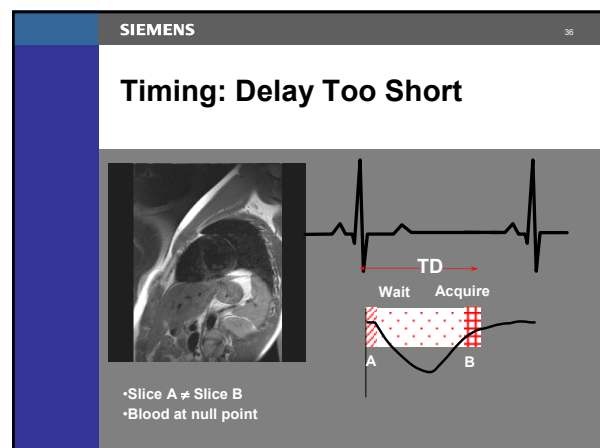 SIEMENS
36
Timing: Delay Too Short
TD
Wait Acquire
A B
•Slice A ≠ Slice B
•Blood at null point